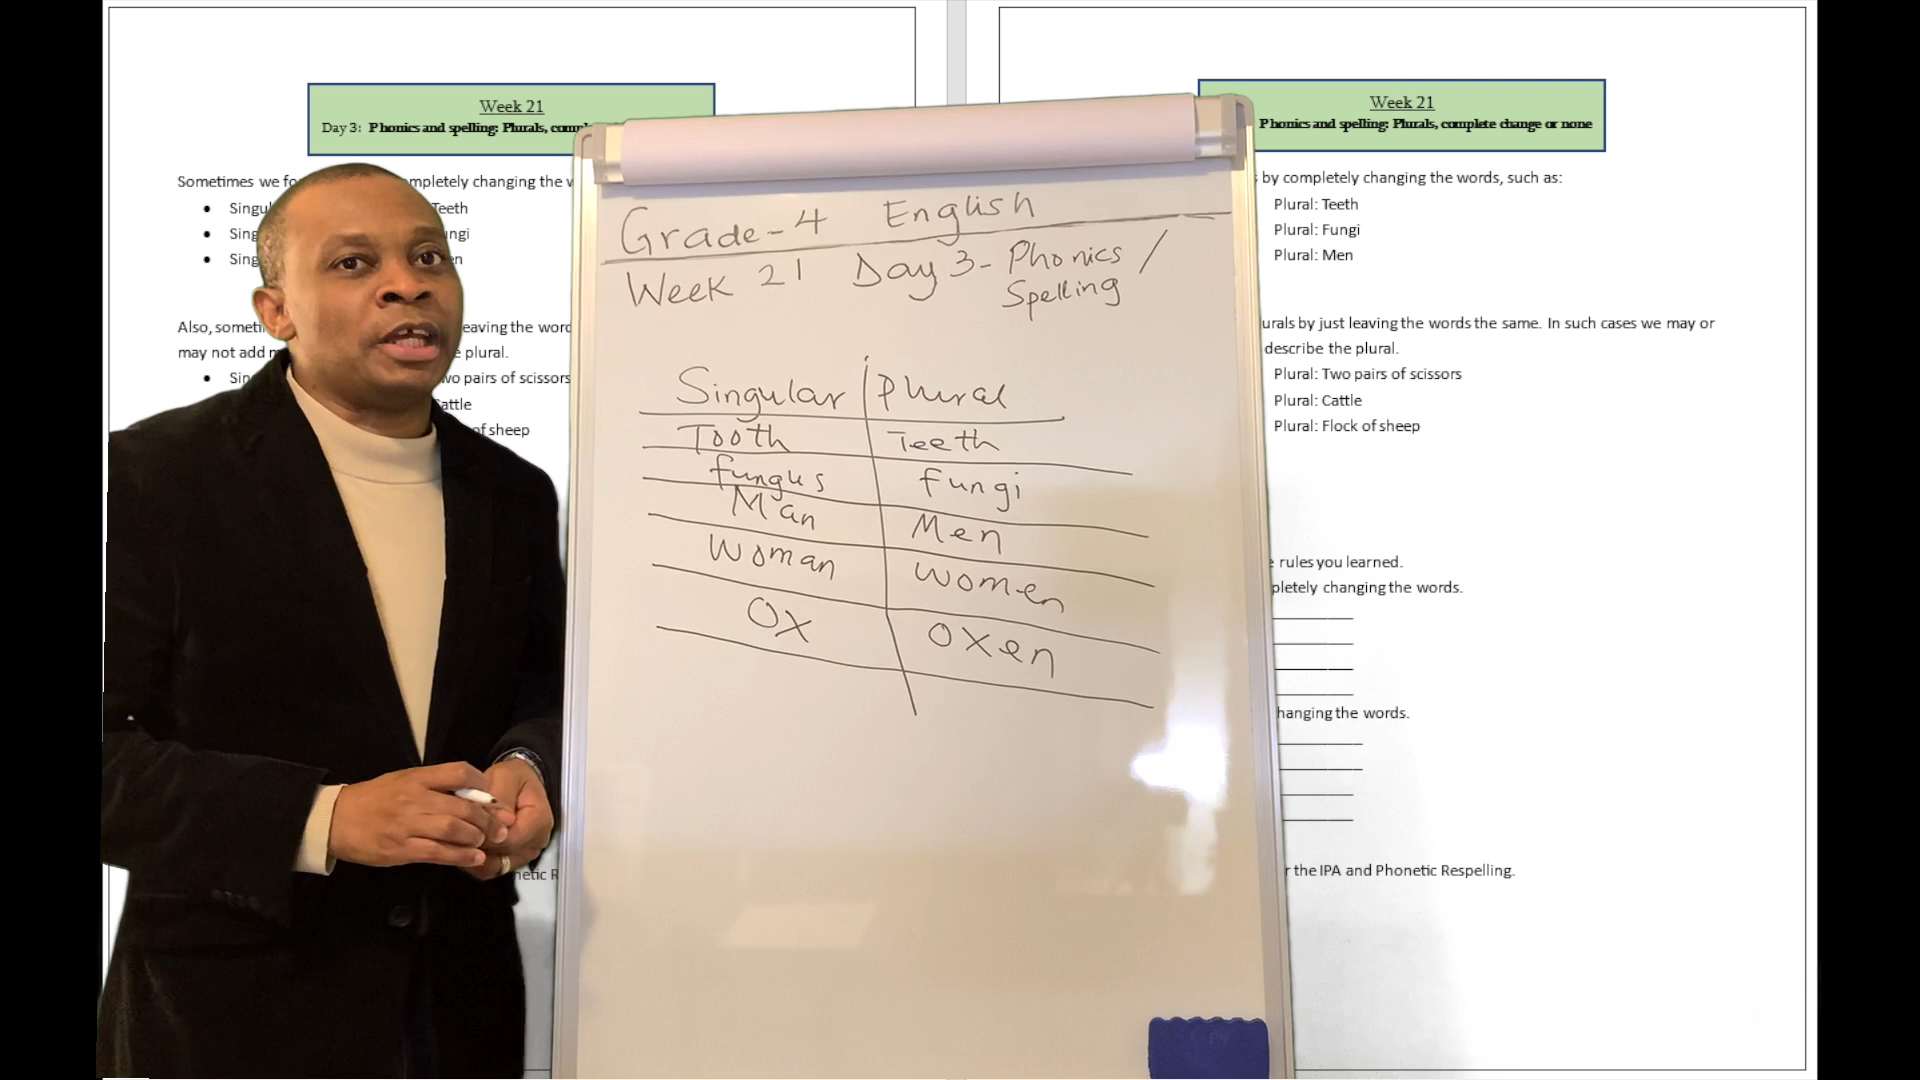 Week 21
Day 3: Phonics and spelling: Plurals,
Sometimes we mpletely changing the
Teeth
ungi
en
Also, eaving the
may not add e plural.
wo pairs of scissors
Cattle
of sheep
Grade-4 English
Week 21 Day 3- Phonics /
Spelling
Singular Plural
Tooth Teeth
fungus fungi
Man Men
Woman Women
Ox Oxen
Week 21
Phonics and spelling: Plurals, complete change or none
by completely changing the words, such as:
Plural: Teeth
Plural: Fungi
Plural: Men
urals by just leaving the words the same. In such cases we may or
describe the plural.
Plural: Two pairs of scissors
Plural: Cattle
Plural: Flock of sheep
rules you learned.
pletely changing the words.
hanging the words.
r the IPA and Phonetic Respelling.